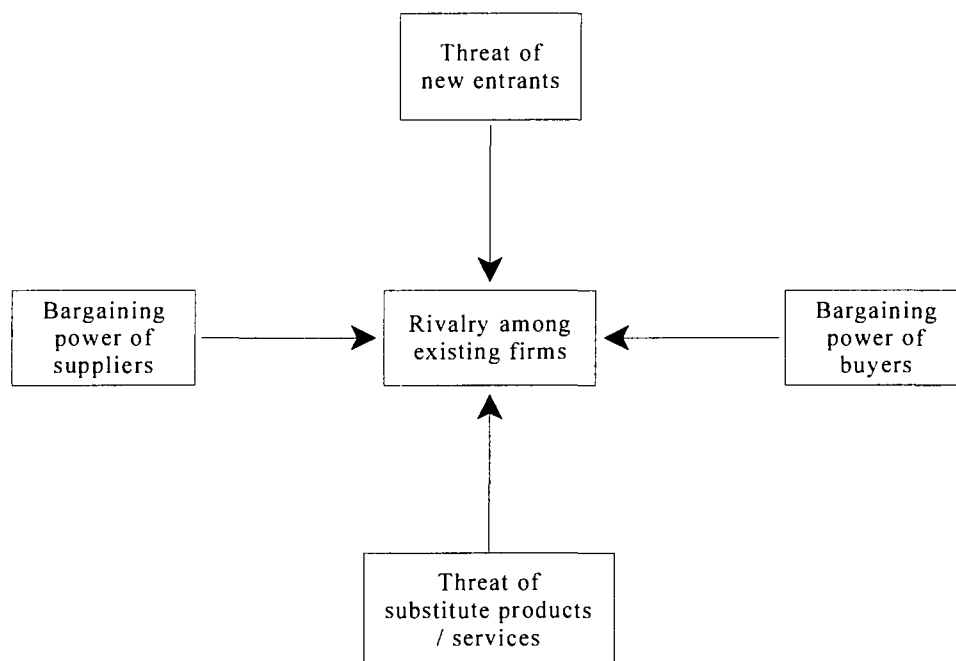 Threat of
new entrants
Bargaining
power of
suppliers
Rivalry among
existing firms
Bargaining
power of
buyers
Threat of
substitute products
/ services